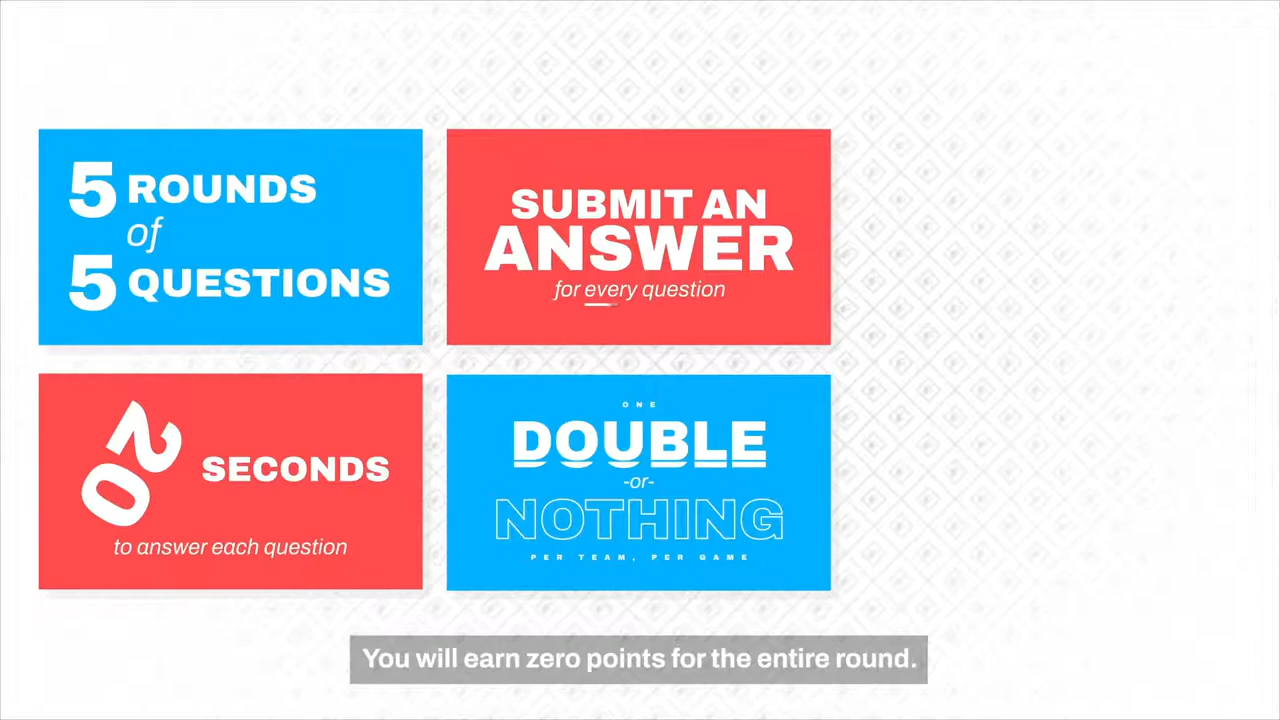 5 ROUNDS
of
5 QUESTIONS
SUBMIT AN
ANSWER
for every question
20 SECONDS
to answer each question
ONE
DOUBLE
-or-
NOTHING
PER TEAM, PER GAME
You will earn zero points for the entire round.